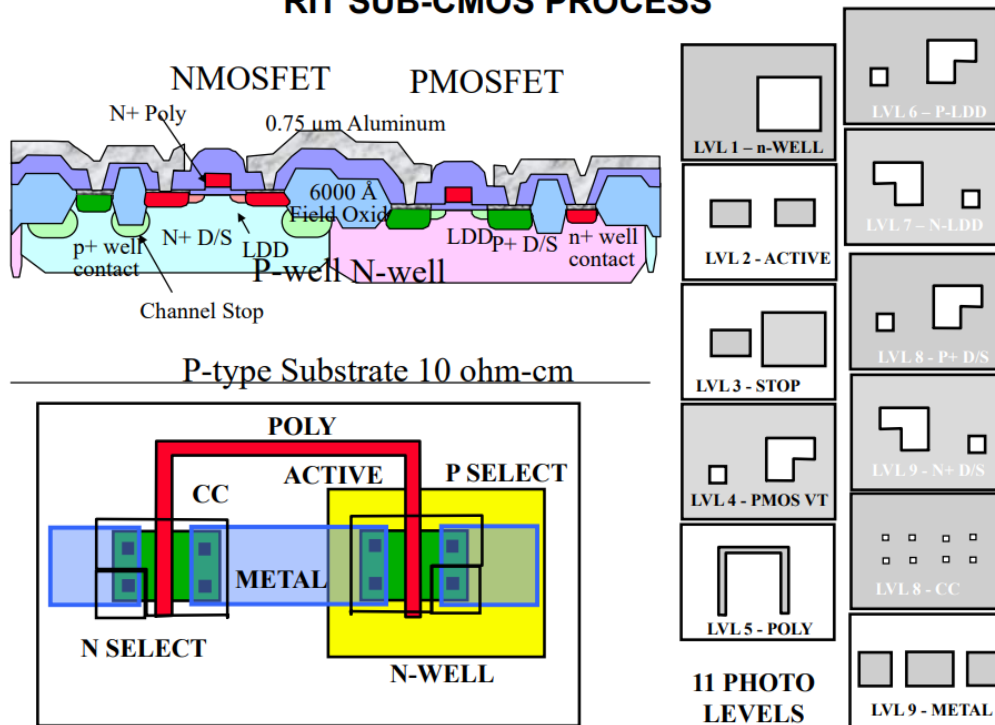 RIT SUB-CMOS PROCESS
NMOSFET
PMOSFET
N+ Poly
0.75 µm Aluminum
6000 Å
Field Oxid
p+ well
contact
N+ D/S
LDD
LDD
P+ D/S
n+ well
contact
P-well
N-well
Channel Stop
P-type Substrate 10 ohm-cm
POLY
ACTIVE
P SELECT
CC
METAL
N SELECT
N-WELL
LVL 1 – n-WELL
LVL 2 - ACTIVE
LVL 3 - STOP
LVL 4 - PMOS VT
LVL 5 - POLY
11 PHOTO
LEVELS
LVL 6 – P-LDD
LVL 7 – N-LDD
LVL 8 - P+ D/S
LVL 9 - N+ D/S
LVL 8 - CC
LVL 9 - METAL